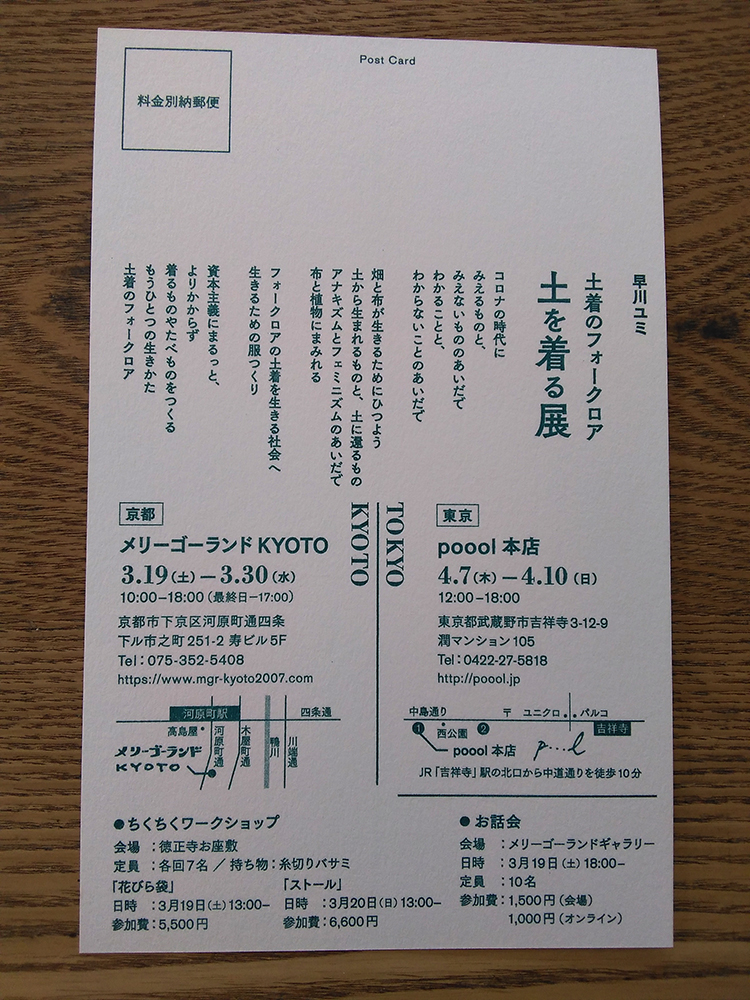 Post Card
料金別納郵便
早川ユミ
土着のフォークロア
土を着る展
コロナの時代に
みえるものと、
みえないもののあいだで
わかることと、
わからないことのあいだで
畑と布が生きるためにひつよう
土から生まれるものと、土に還るもの
アナキズムとフェミニズムのあいだで
布と植物にまみれる
フォークロアの土着を生きる社会へ
生きるための服つくり
資本主義にまるっと、
よりかからず
着るものやたべものをつくる
もうひとつの生きかた
土着のフォークロア
京都
メリーゴーランド KYOTO
3.19(土)—3.30(水)
10:00–18:00(最終日–17:00)
京都市下京区河原町通四条
下ル市之町251-2 寿ビル5F
Tel:075-352-5408
https://www.mgr-kyoto2007.com
河原町駅
四条通
高島屋
河原町通
木屋町通
鴨川
川端通
メリーゴーランド
KYOTO
KYOTO
TOKYO
東京
poool 本店
4.7(木)—4.10(日)
12:00–18:00
東京都武蔵野市吉祥寺3-12-9
潤マンション105
Tel:0422-27-5818
http://poool.jp
中島通り
〒 ユニクロ パルコ
1 西公園 2
吉祥寺
poool 本店
p...l
JR「吉祥寺」駅の北口から中道通りを徒歩10分
●ちくちくワークショップ
会場 :徳正寺お座敷
定員 :各回7名 / 持ち物:糸切りバサミ
「花びら袋」
日時 :3月19日(土)13:00–
参加費:5,500円
「ストール」
日時 :3月20日(日)13:00–
参加費:6,600円
●お話会
会場 :メリーゴーランドギャラリー
日時 :3月19日(土)18:00–
定員 :10名
参加費:1,500円(会場)
1,000円(オンライン)